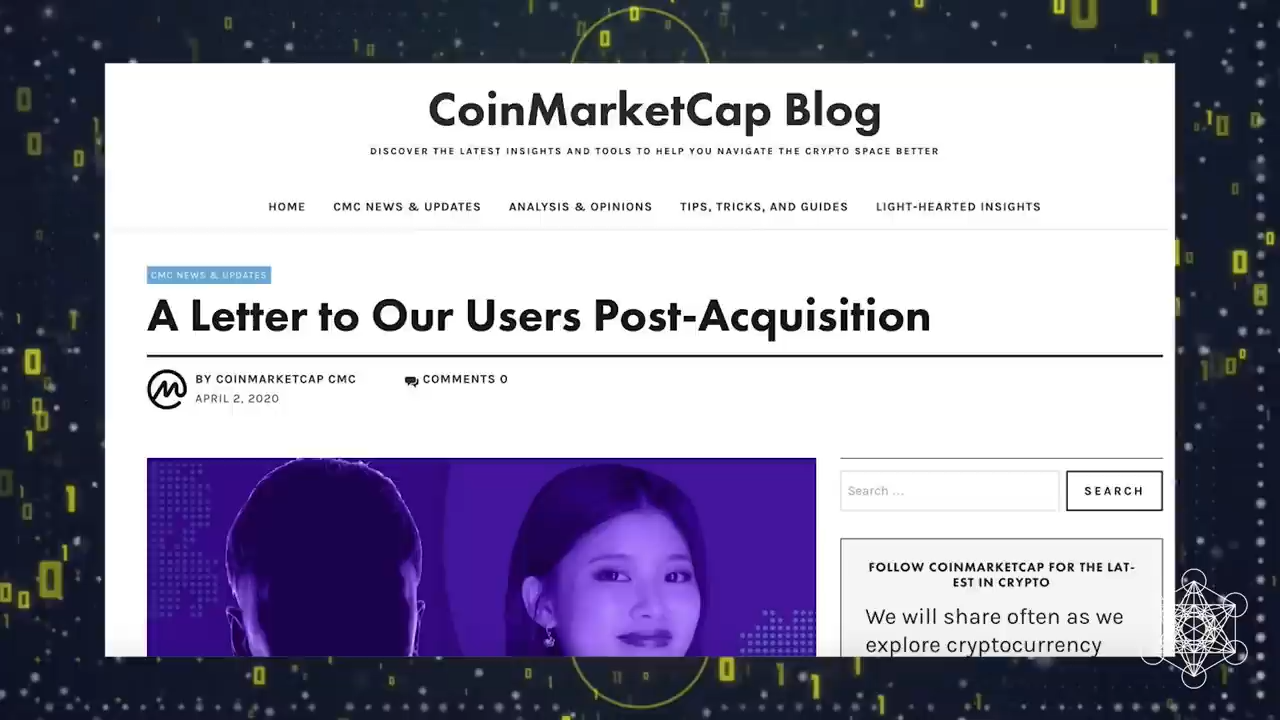 CoinMarketCap Blog
DISCOVER THE LATEST INSIGHTS AND TOOLS TO HELP YOU NAVIGATE THE CRYPTO SPACE BETTER
HOME CMC NEWS & UPDATES ANALYSIS & OPINIONS TIPS, TRICKS, AND GUIDES LIGHT-HEARTED INSIGHTS
CMC NEWS & UPDATES
A Letter to Our Users Post-Acquisition
BY COINMARKETCAP CMC COMMENTS 0
APRIL 2, 2020
Search ... SEARCH
FOLLOW COINMARKETCAP FOR THE LAT-
EST IN CRYPTO
We will share often as we
explore cryptocurrency